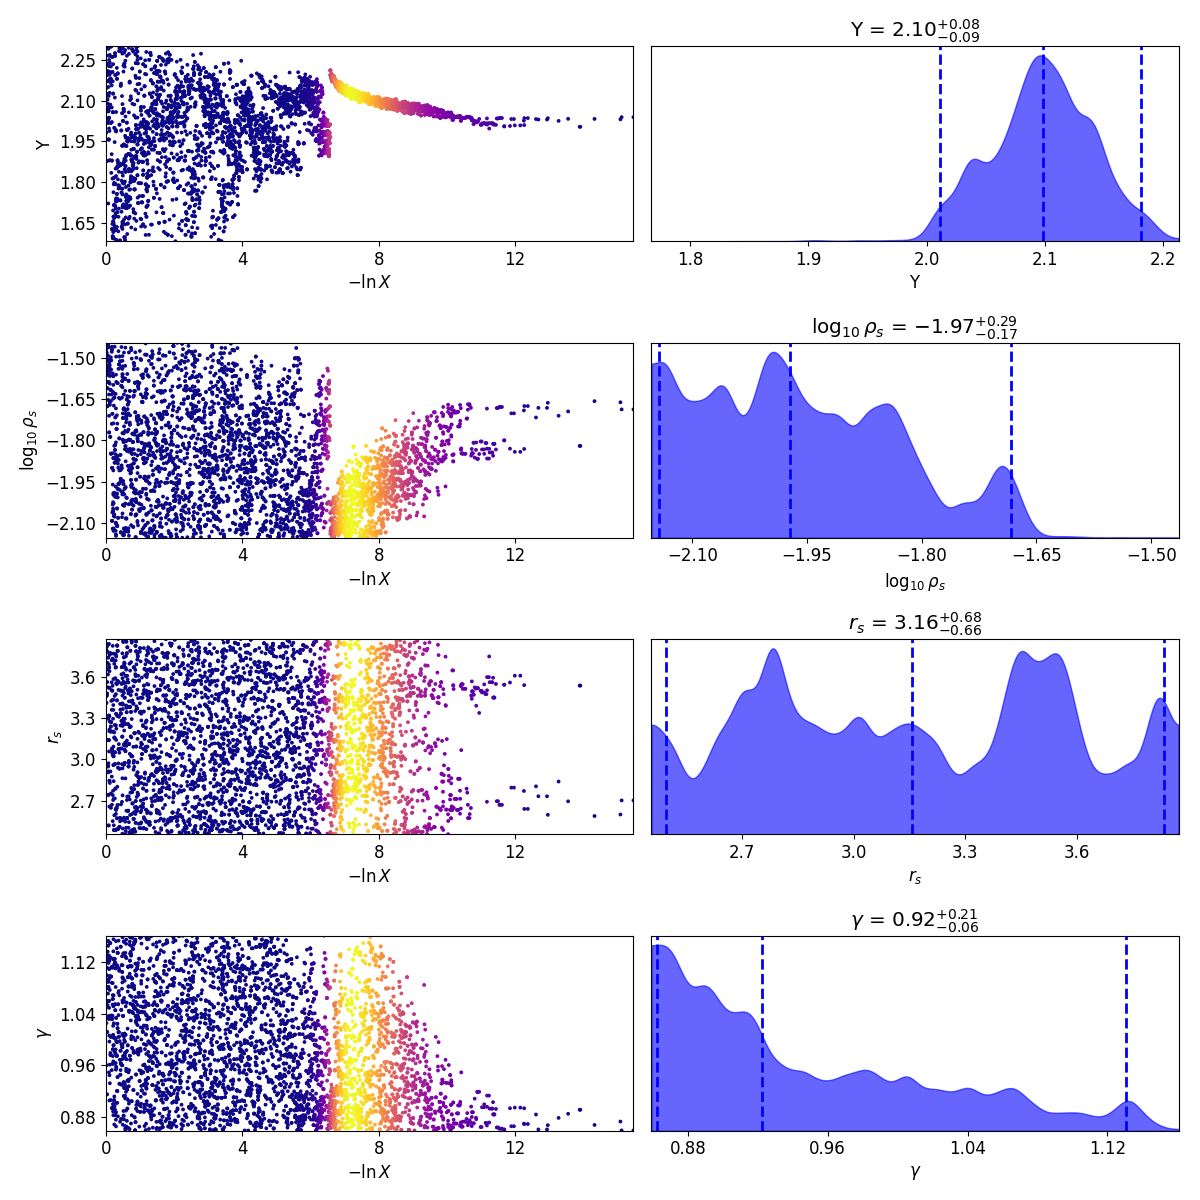 Y = 2.10^{+0.08}_{−0.09}
2.25
2.10
1.95
1.80
1.65
Y
0 4 8 12
−ln X
1.8 1.9 2.0 2.1 2.2
Y
log₁₀ ρₛ = −1.97^{+0.29}_{−0.17}
−1.50
−1.65
−1.80
−1.95
−2.10
log₁₀ ρₛ
0 4 8 12
−ln X
−2.10 −1.95 −1.80 −1.65 −1.50
log₁₀ ρₛ
rₛ = 3.16^{+0.68}_{−0.66}
3.6
3.3
3.0
2.7
rₛ
0 4 8 12
−ln X
2.7 3.0 3.3 3.6
rₛ
γ = 0.92^{+0.21}_{−0.06}
1.12
1.04
0.96
0.88
γ
0 4 8 12
−ln X
0.88 0.96 1.04 1.12
γ